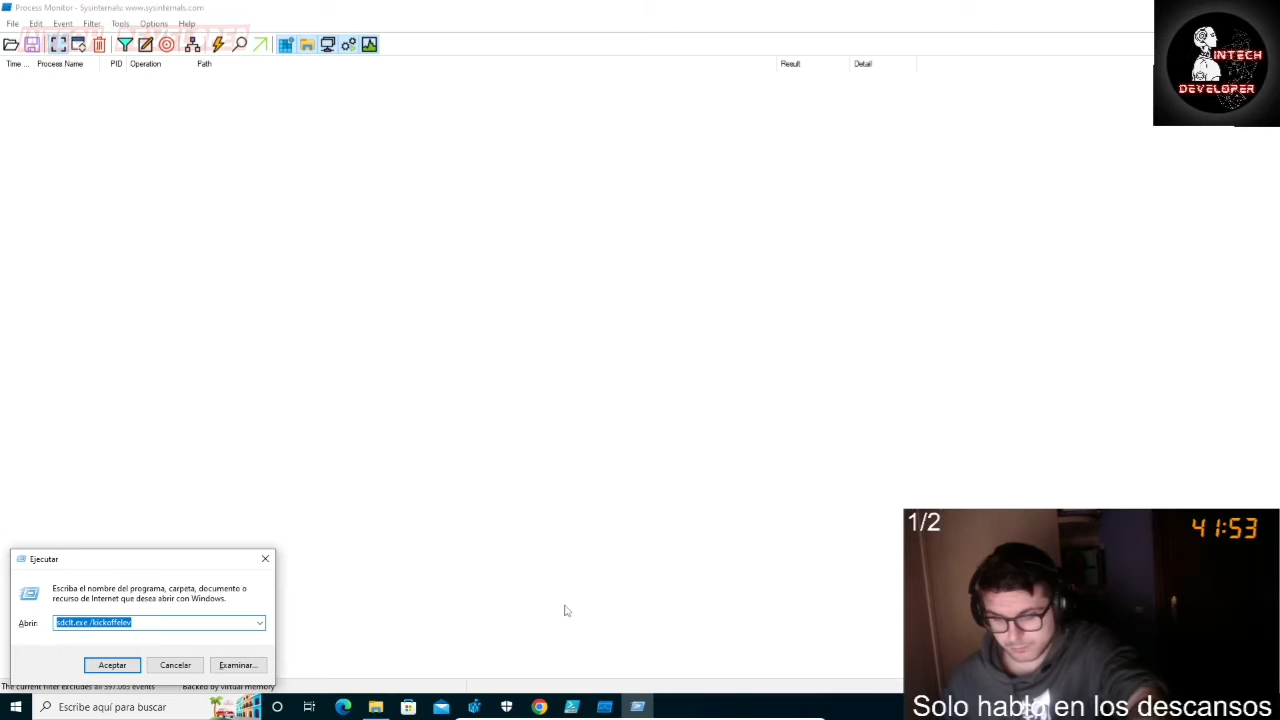 Process Monitor - Sysinternals: www.sysinternals.com
File Edit Event Filter Tools Options Help
Time ... Process Name PID Operation Path Result Detail
INTECH
DEVELOPER
1/2
41:53
Ejecutar
Escriba el nombre del programa, carpeta, documento o
recurso de Internet que desea abrir con Windows.
Abrir: sdclt.exe /kickoffelev
Aceptar Cancelar Examinar...
The current filter excludes all 597.065 events Backed by virtual memory
Escribe aquí para buscar
Solo hablo en los descansos